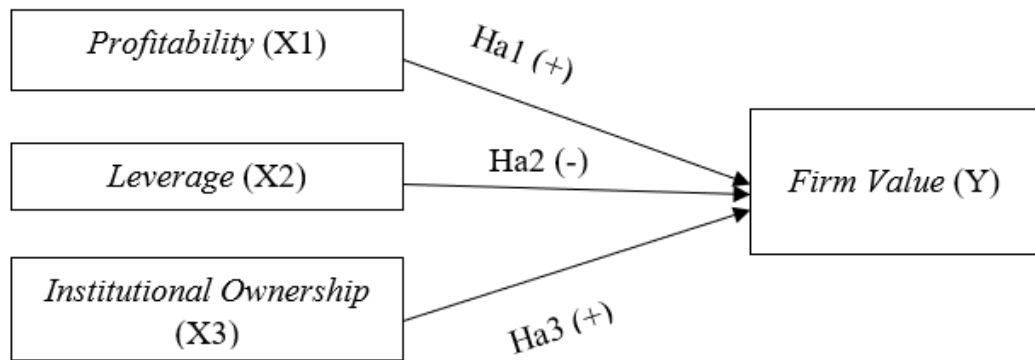 Profitability (X1)
Ha1 (+)
Leverage (X2)
Ha2 (-)
Firm Value (Y)
Institutional Ownership
(X3)
Ha3 (+)